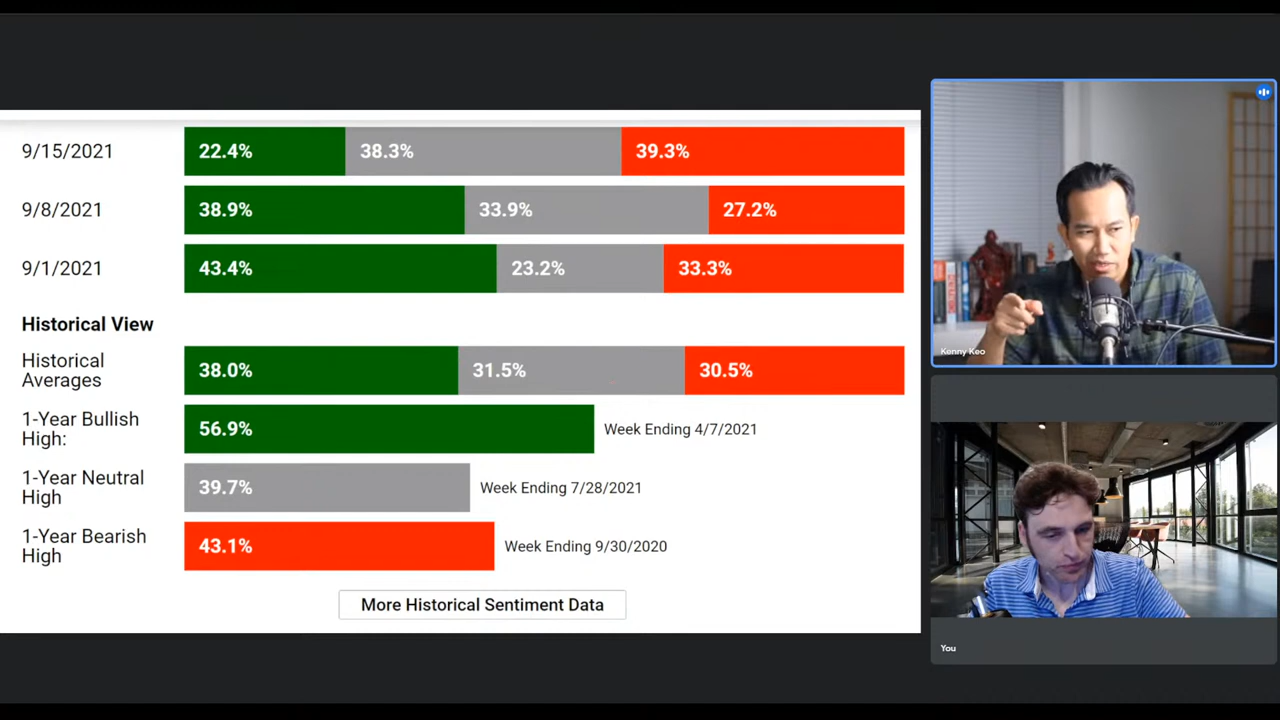 9/15/2021
22.4%
38.3%
39.3%
9/8/2021
38.9%
33.9%
27.2%
9/1/2021
43.4%
23.2%
33.3%
Historical View
Historical
Averages
38.0%
31.5%
30.5%
1-Year Bullish
High:
56.9%
Week Ending 4/7/2021
1-Year Neutral
High
39.7%
Week Ending 7/28/2021
1-Year Bearish
High
43.1%
Week Ending 9/30/2020
More Historical Sentiment Data
Kenny Keo
You